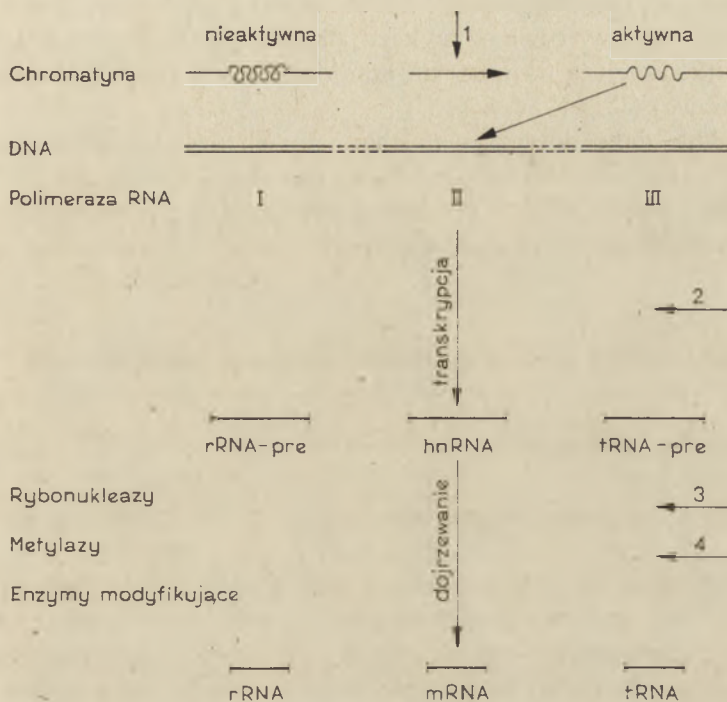 nieaktywna 1 aktywna
Chromatyna
DNA
Polimeraza RNA I II III
transkrypcja
2
rRNA-pre hnRNA tRNA-pre
Rybonukleazy 3
Metylazy 4
dojrzewanie
Enzymy modyfikujące
rRNA mRNA tRNA